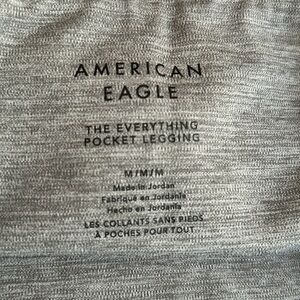 AMERICAN
EAGLE
THE EVERYTHING
POCKET LEGGING
M/M/M
Made in Jordan
Fabriqué en Jordanie
Hecho en Jordania
LES COLLANTS SANS PIEDS
À POCHES POUR TOUT